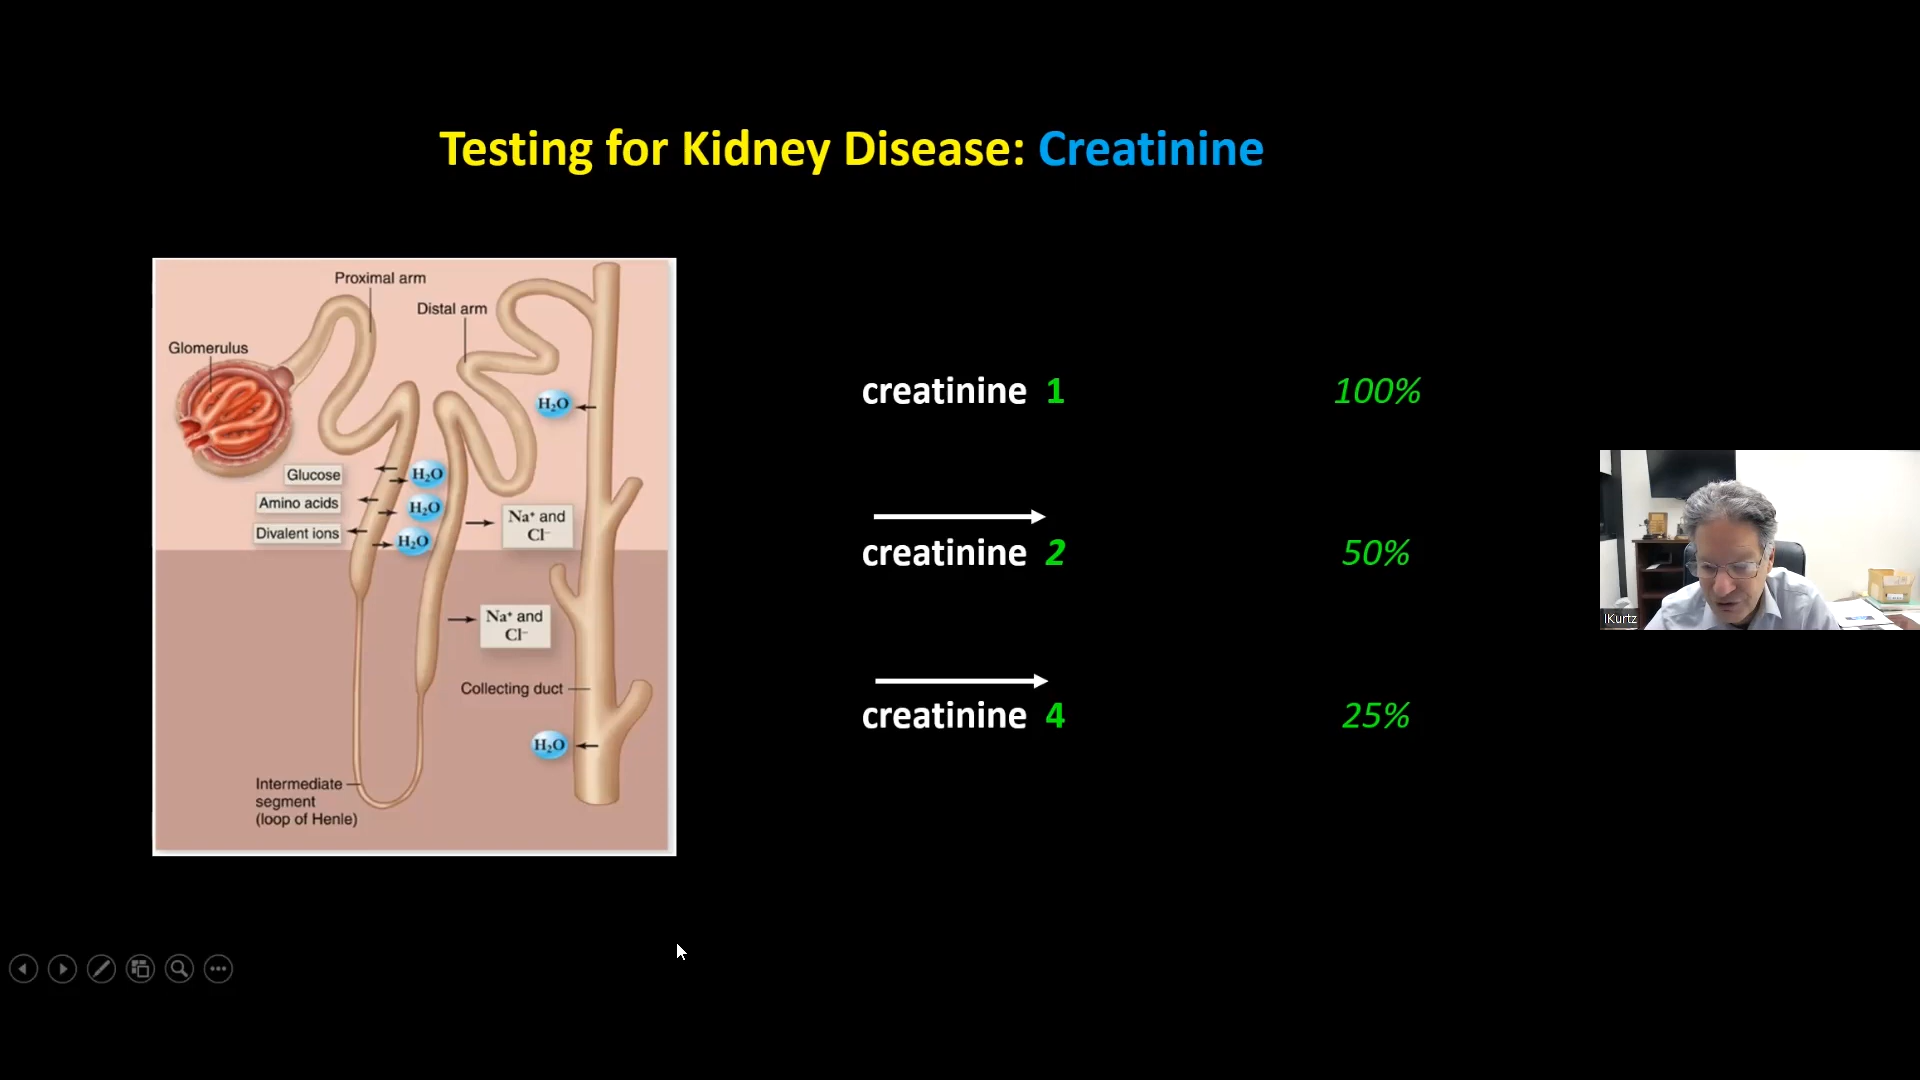 Testing for Kidney Disease: Creatinine
Proximal arm
Distal arm
Glomerulus
H₂O
Glucose
H₂O
Amino acids
H₂O
Divalent ions
H₂O
Na⁺ and
Cl⁻
Na⁺ and
Cl⁻
Collecting duct
H₂O
Intermediate
segment
(loop of Henle)
creatinine 1 100%
creatinine 2 50%
creatinine 4 25%
IKurtz